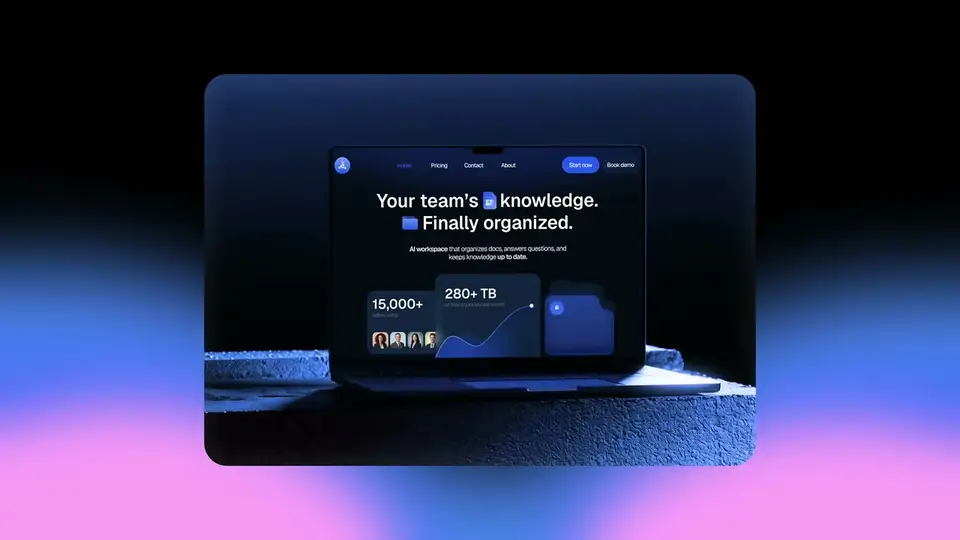 Home
Pricing
Contact
About
Start now
Book demo
Your team's knowledge.
Finally organized.
AI workspace that organizes docs, answers questions, and
keeps knowledge up to date.
15,000+
280+ TB